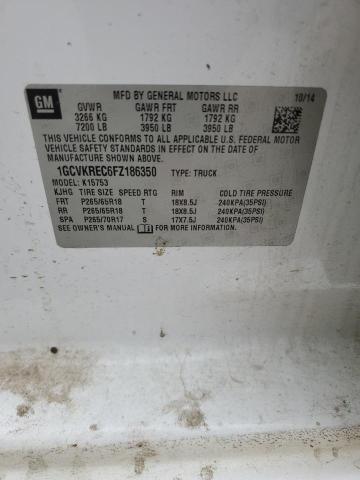 GM
MFD BY GENERAL MOTORS LLC 10/14
GVWR GAWR FRT GAWR RR
3266 KG 1792 KG 1792 KG
7200 LB 3950 LB 3950 LB
THIS VEHICLE CONFORMS TO ALL APPLICABLE U.S. FEDERAL MOTOR
VEHICLE SAFETY STANDARDS IN EFFECT ON THE DATE OF
MANUFACTURE SHOWN ABOVE.
1GCVKREC6FZ186350 TYPE: TRUCK
MODEL: K15753
KJHG TIRE SIZE SPEED RTG RIM COLD TIRE PRESSURE
FRT P265/65R18 T 18X8.5J 240KPA(35PSI)
RR P265/65R18 T 18X8.5J 240KPA(35PSI)
SPA P265/70R17 S 17X7.5J 240KPA(35PSI)
SEE OWNER'S MANUAL FOR MORE INFORMATION.